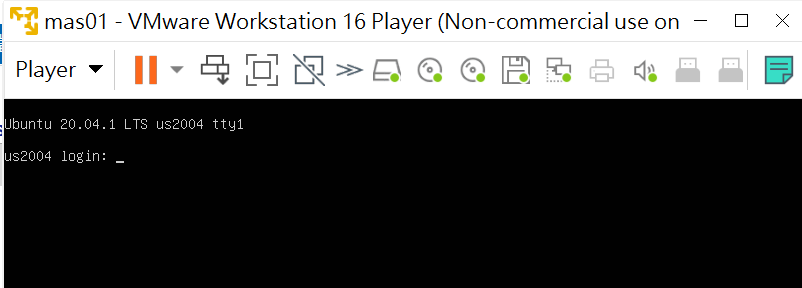 mas01 - VMware Workstation 16 Player (Non-commercial use on
Player
Ubuntu 20.04.1 LTS us2004 tty1
us2004 login: _